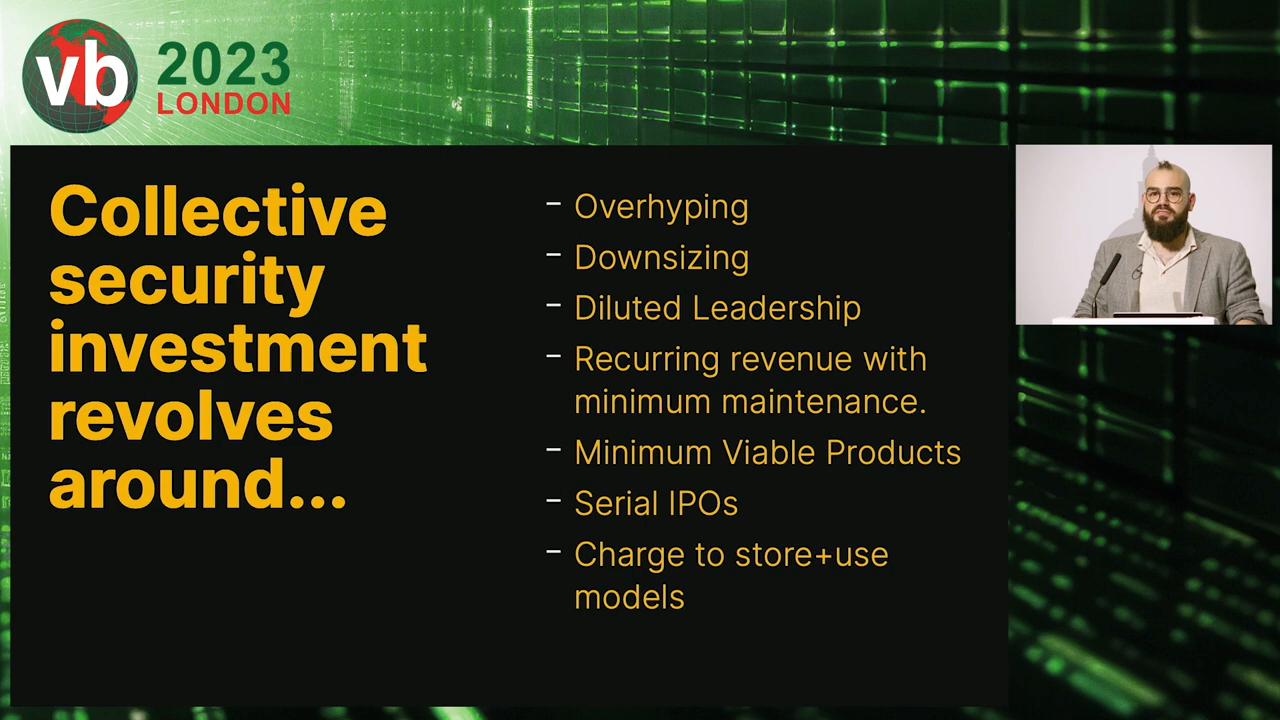 vb 2023
LONDON
Collective
security
investment
revolves
around...
– Overhyping
– Downsizing
– Diluted Leadership
– Recurring revenue with
minimum maintenance.
– Minimum Viable Products
– Serial IPOs
– Charge to store+use
models